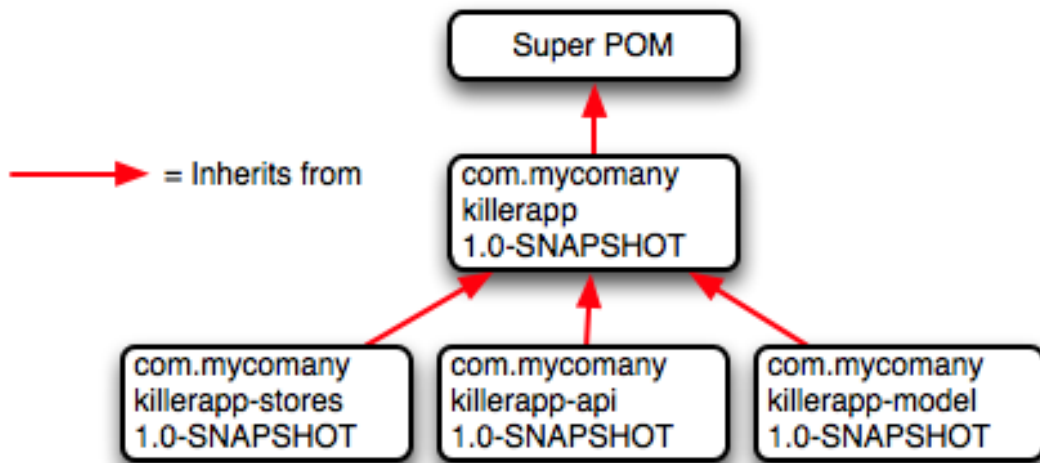 Super POM
= Inherits from
com.mycomany
killerapp
1.0-SNAPSHOT
com.mycomany
killerapp-stores
1.0-SNAPSHOT
com.mycomany
killerapp-api
1.0-SNAPSHOT
com.mycomany
killerapp-model
1.0-SNAPSHOT